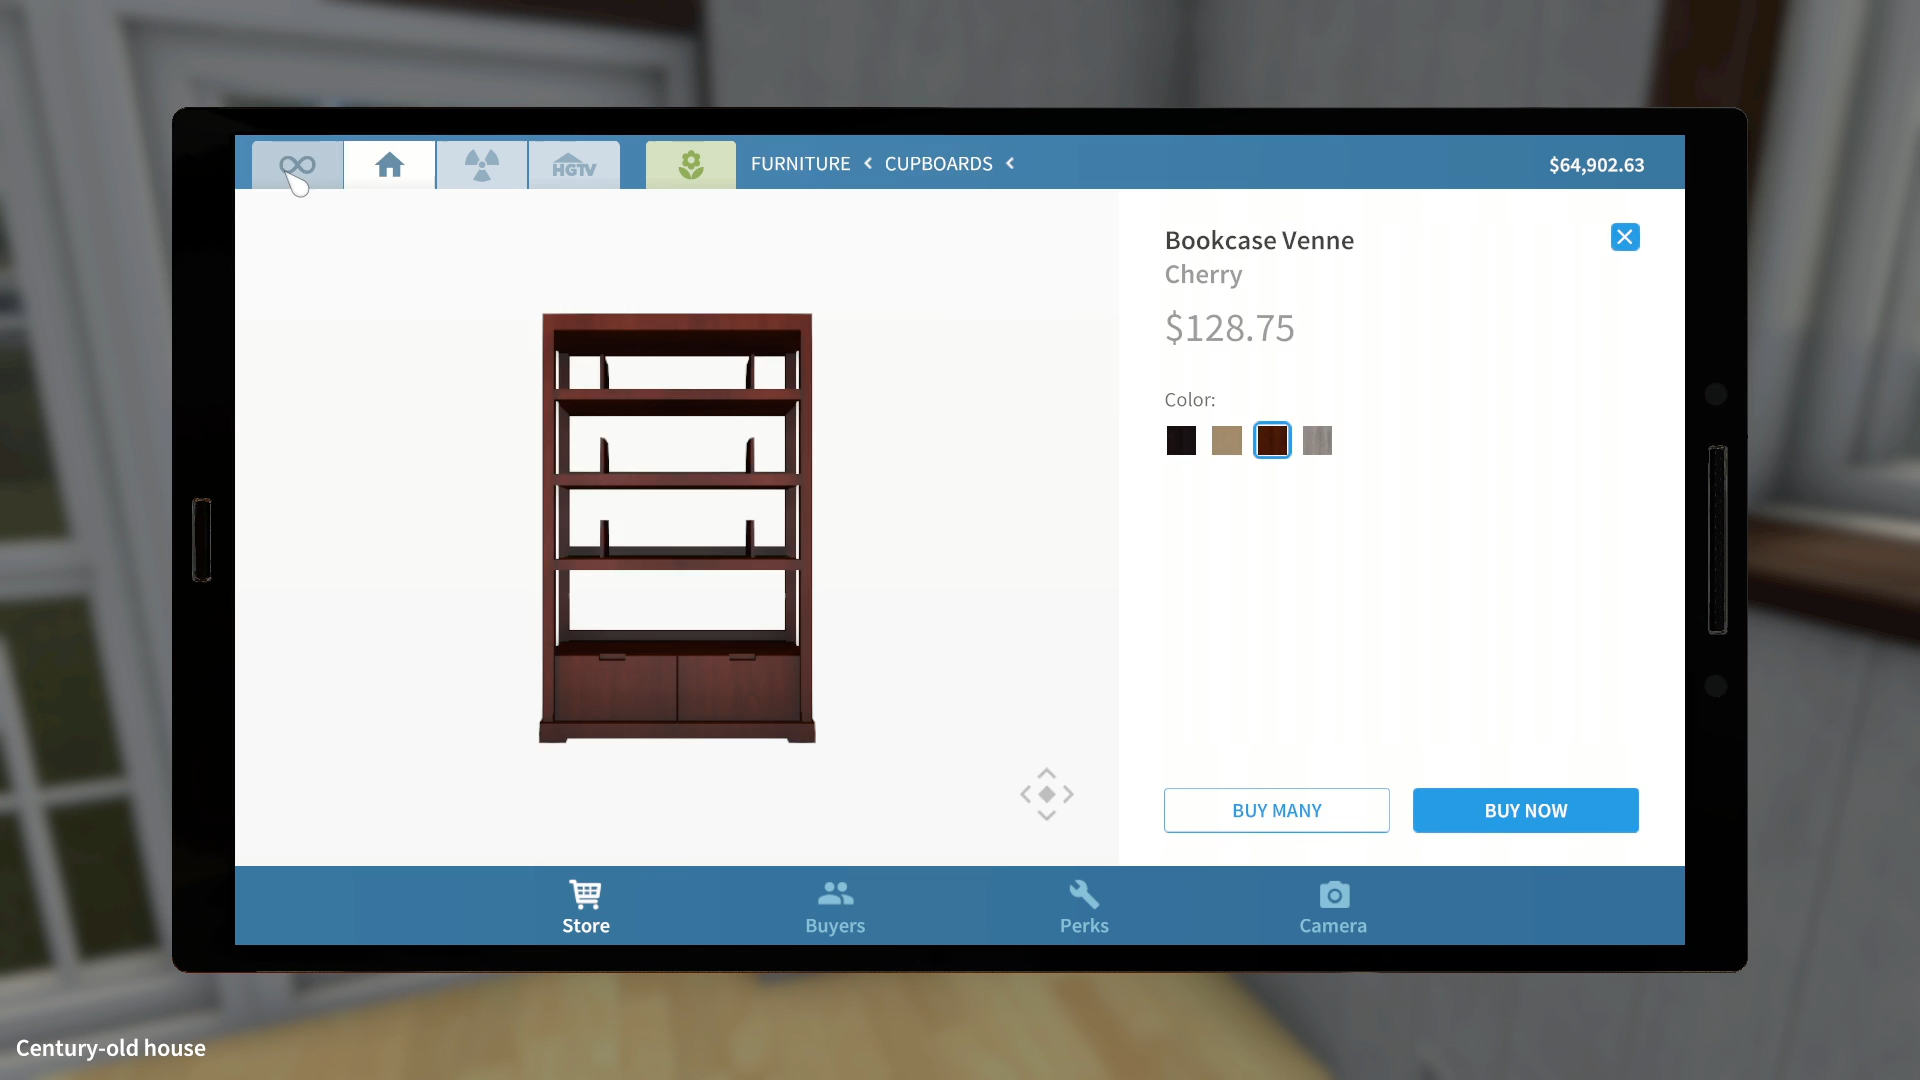 HGTV
FURNITURE < CUPBOARDS <
$64,902.63
Bookcase Venne
Cherry
$128.75
Color:
BUY MANY
BUY NOW
Store
Buyers
Perks
Camera
Century-old house